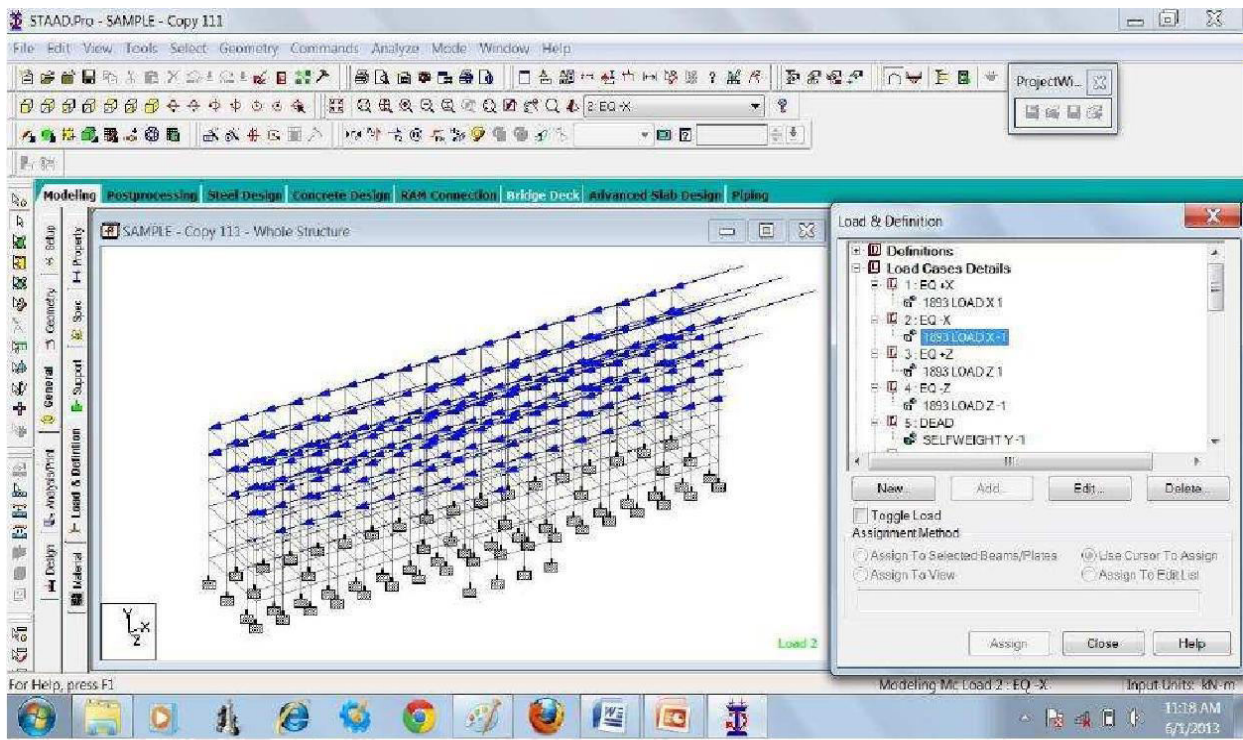 STAAD.Pro - SAMPLE - Copy 111
File Edit View Tools Select Geometry Commands Analyze Mode Window Help
ProjectWi...
2: EQ -X
Modeling Postprocessing Steel Design Concrete Design RAM Connection Bridge Deck Advanced Slab Design Piping
Setup
Geometry
General
Analysis/Print
Design
Property
Spec
Support
Load & Definition
Material
SAMPLE - Copy 111 - Whole Structure
Y
X
Z
Load 2
Load & Definition
Definitions
Load Cases Details
1 : EQ +X
1893 LOAD X 1
2 : EQ -X
1893 LOAD X -1
3 : EQ +Z
1893 LOAD Z 1
4 : EQ -Z
1893 LOAD Z -1
5 : DEAD
SELFWEIGHT Y -1
New... Add... Edit... Delete...
Toggle Load
Assignment Method
Assign To Selected Beams/Plates Use Cursor To Assign
Assign To View Assign To Edit List
Assign Close Help
For Help, press F1 Modeling Mc Load 2 : EQ -X Input Units: kN-m
11:18 AM
6/1/2013